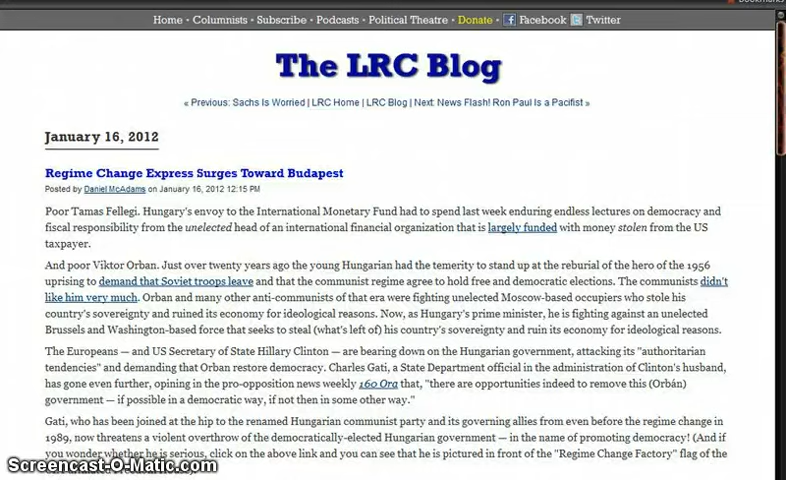 Home • Columnists • Subscribe • Podcasts • Political Theatre • Donate • Facebook Twitter
The LRC Blog
« Previous: Sachs Is Worried | LRC Home | LRC Blog | Next: News Flash! Ron Paul Is a Pacifist »
January 16, 2012
Regime Change Express Surges Toward Budapest
Posted by Daniel McAdams on January 16, 2012 12:15 PM
Poor Tamas Fellegi. Hungary's envoy to the International Monetary Fund had to spend last week enduring endless lectures on democracy and
fiscal responsibility from the unelected head of an international financial organization that is largely funded with money stolen from the US
taxpayer.
And poor Viktor Orban. Just over twenty years ago the young Hungarian had the temerity to stand up at the reburial of the hero of the 1956
uprising to demand that Soviet troops leave and that the communist regime agree to hold free and democratic elections. The communists didn't
like him very much. Orban and many other anti-communists of that era were fighting unelected Moscow-based occupiers who stole his
country's sovereignty and ruined its economy for ideological reasons. Now, as Hungary's prime minister, he is fighting against an unelected
Brussels and Washington-based force that seeks to steal (what's left of) his country's sovereignty and ruin its economy for ideological reasons.
The Europeans — and US Secretary of State Hillary Clinton — are bearing down on the Hungarian government, attacking its "authoritarian
tendencies" and demanding that Orban restore democracy. Charles Gati, a State Department official in the administration of Clinton's husband,
has gone even further, opining in the pro-opposition news weekly 160 Ora that, "there are opportunities indeed to remove this (Orbán)
government — if possible in a democratic way, if not then in some other way."
Gati, who has been joined at the hip to the renamed Hungarian communist party and its governing allies from even before the regime change in
1989, now threatens a violent overthrow of the democratically-elected Hungarian government — in the name of promoting democracy! (And if
you wonder whether he is serious, click on the above link and you can see that he is pictured in front of the "Regime Change Factory" flag of the
Screencast-O-Matic.com